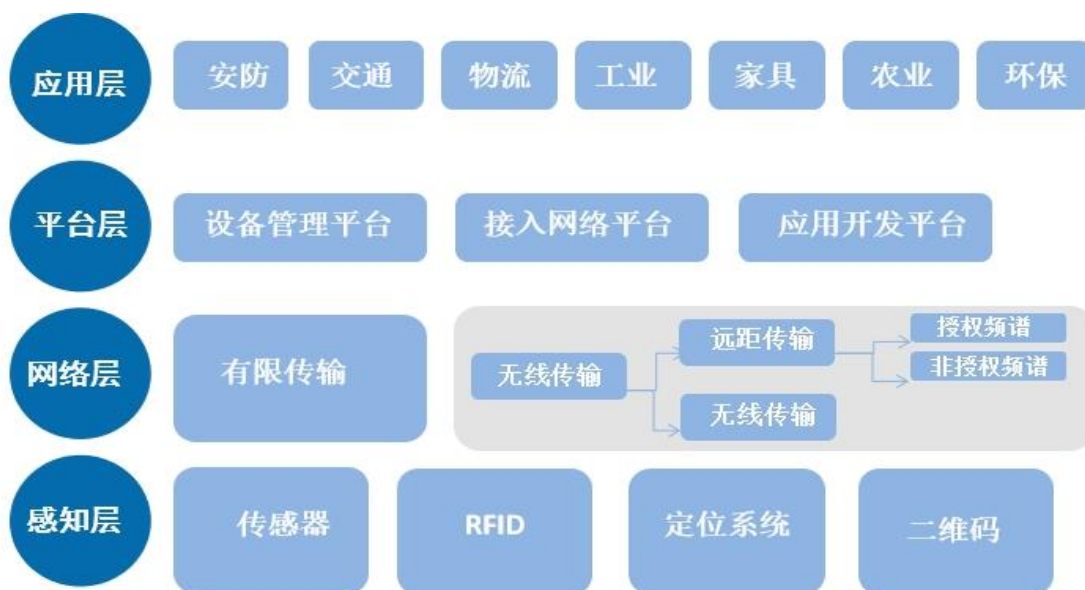 应用层
安防 交通 物流 工业 家具 农业 环保
平台层
设备管理平台 接入网络平台 应用开发平台
网络层
有限传输
无线传输
远距传输
授权频谱
非授权频谱
无线传输
感知层
传感器 RFID 定位系统 二维码